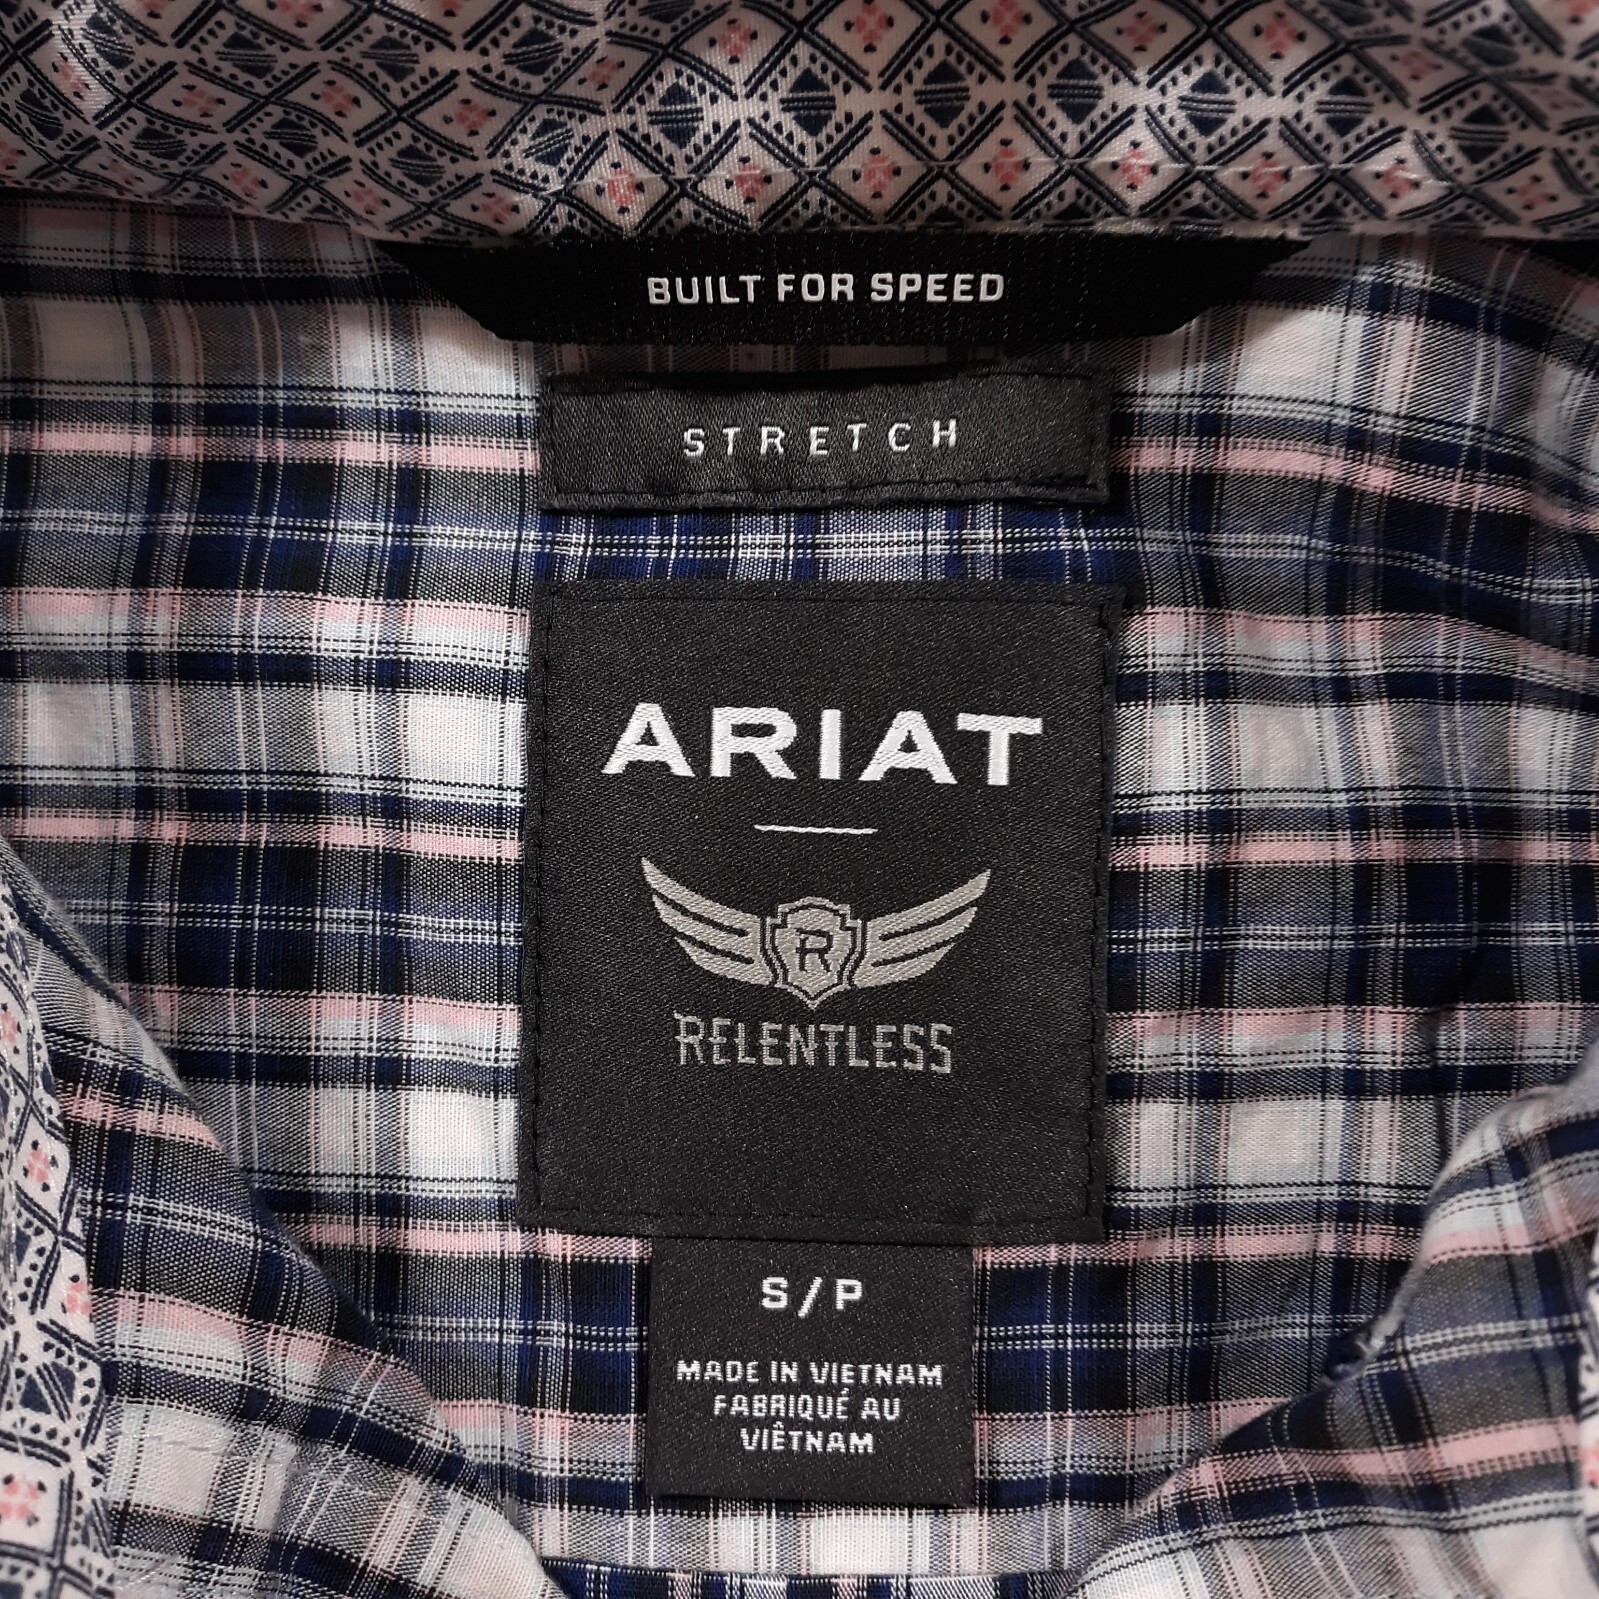 BUILT FOR SPEED
STRETCH
ARIAT
R
RELENTLESS
S/P
MADE IN VIETNAM
FABRIQUÉ AU
VIÊTNAM